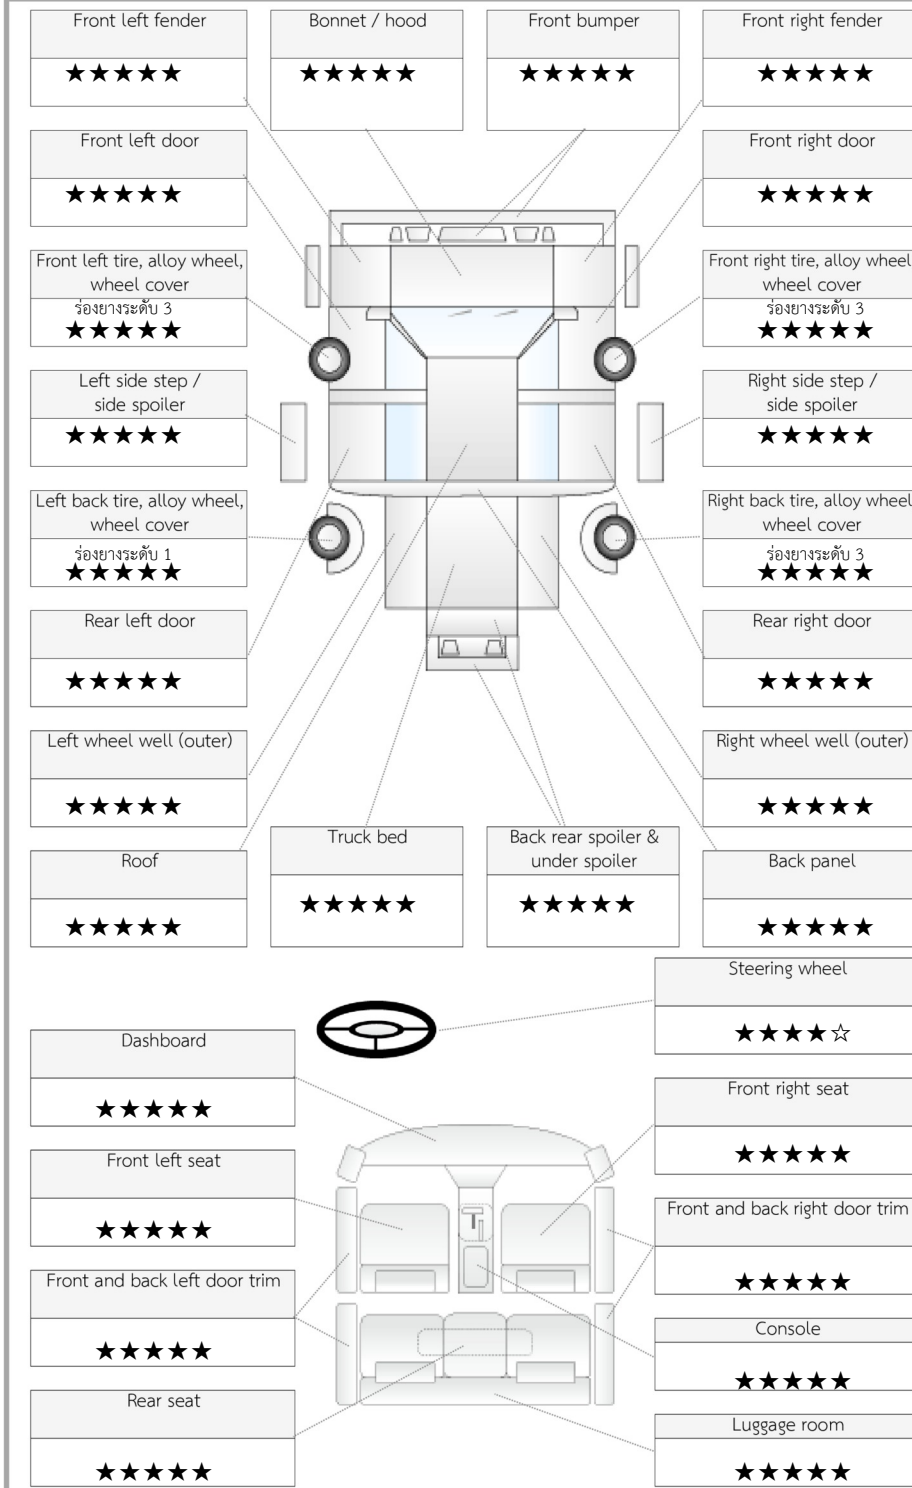 Front left fender
★★★★★
Bonnet / hood
★★★★★
Front bumper
★★★★★
Front right fender
★★★★★
Front left door
★★★★★
Front right door
★★★★★
Front left tire, alloy wheel,
wheel cover
ร่องยางระดับ 3
★★★★★
Front right tire, alloy wheel
wheel cover
ร่องยางระดับ 3
★★★★★
Left side step /
side spoiler
★★★★★
Right side step /
side spoiler
★★★★★
Left back tire, alloy wheel,
wheel cover
ร่องยางระดับ 1
★★★★★
Right back tire, alloy wheel
wheel cover
ร่องยางระดับ 3
★★★★★
Rear left door
★★★★★
Rear right door
★★★★★
Left wheel well (outer)
★★★★★
Right wheel well (outer)
★★★★★
Roof
★★★★★
Truck bed
★★★★★
Back rear spoiler &
under spoiler
★★★★★
Back panel
★★★★★
Steering wheel
★★★★☆
Dashboard
★★★★★
Front right seat
★★★★★
Front left seat
★★★★★
Front and back right door trim
★★★★★
Front and back left door trim
★★★★★
Console
★★★★★
Rear seat
★★★★★
Luggage room
★★★★★